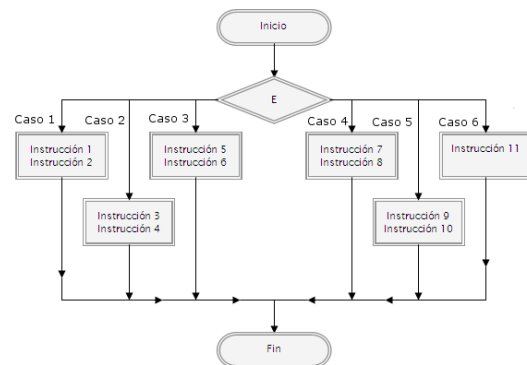 Inicio
E
Caso 1
Caso 2
Caso 3
Caso 4
Caso 5
Caso 6
Instrucción 1
Instrucción 2
Instrucción 5
Instrucción 6
Instrucción 7
Instrucción 8
Instrucción 11
Instrucción 3
Instrucción 4
Instrucción 9
Instrucción 10
Fin